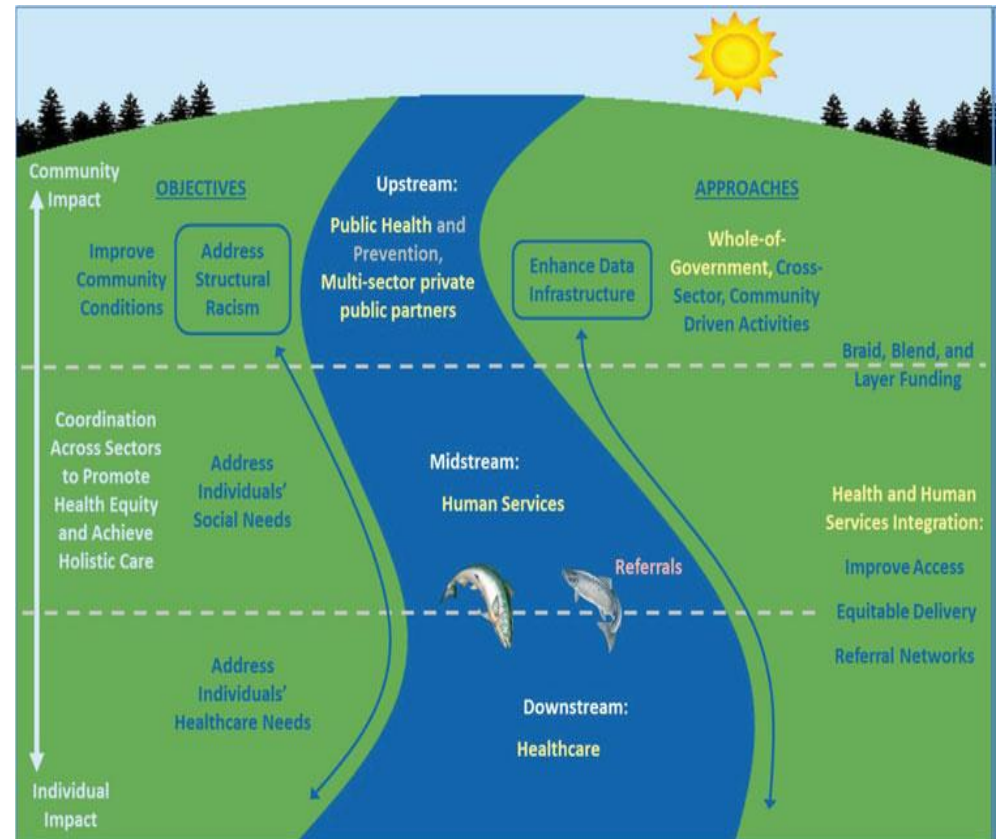 Community
Impact
OBJECTIVES
Improve
Community
Conditions
Address
Structural
Racism
Upstream:
Public Health and
Prevention,
Multi-sector private
public partners
APPROACHES
Enhance Data
Infrastructure
Whole-of-
Government, Cross-
Sector, Community
Driven Activities
Braid, Blend, and
Layer Funding
Coordination
Across Sectors
to Promote
Health Equity
and Achieve
Holistic Care
Address
Individuals'
Social Needs
Midstream:
Human Services
Referrals
Health and Human
Services Integration:
Improve Access
Equitable Delivery
Referral Networks
Address
Individuals'
Healthcare Needs
Downstream:
Healthcare
Individual
Impact